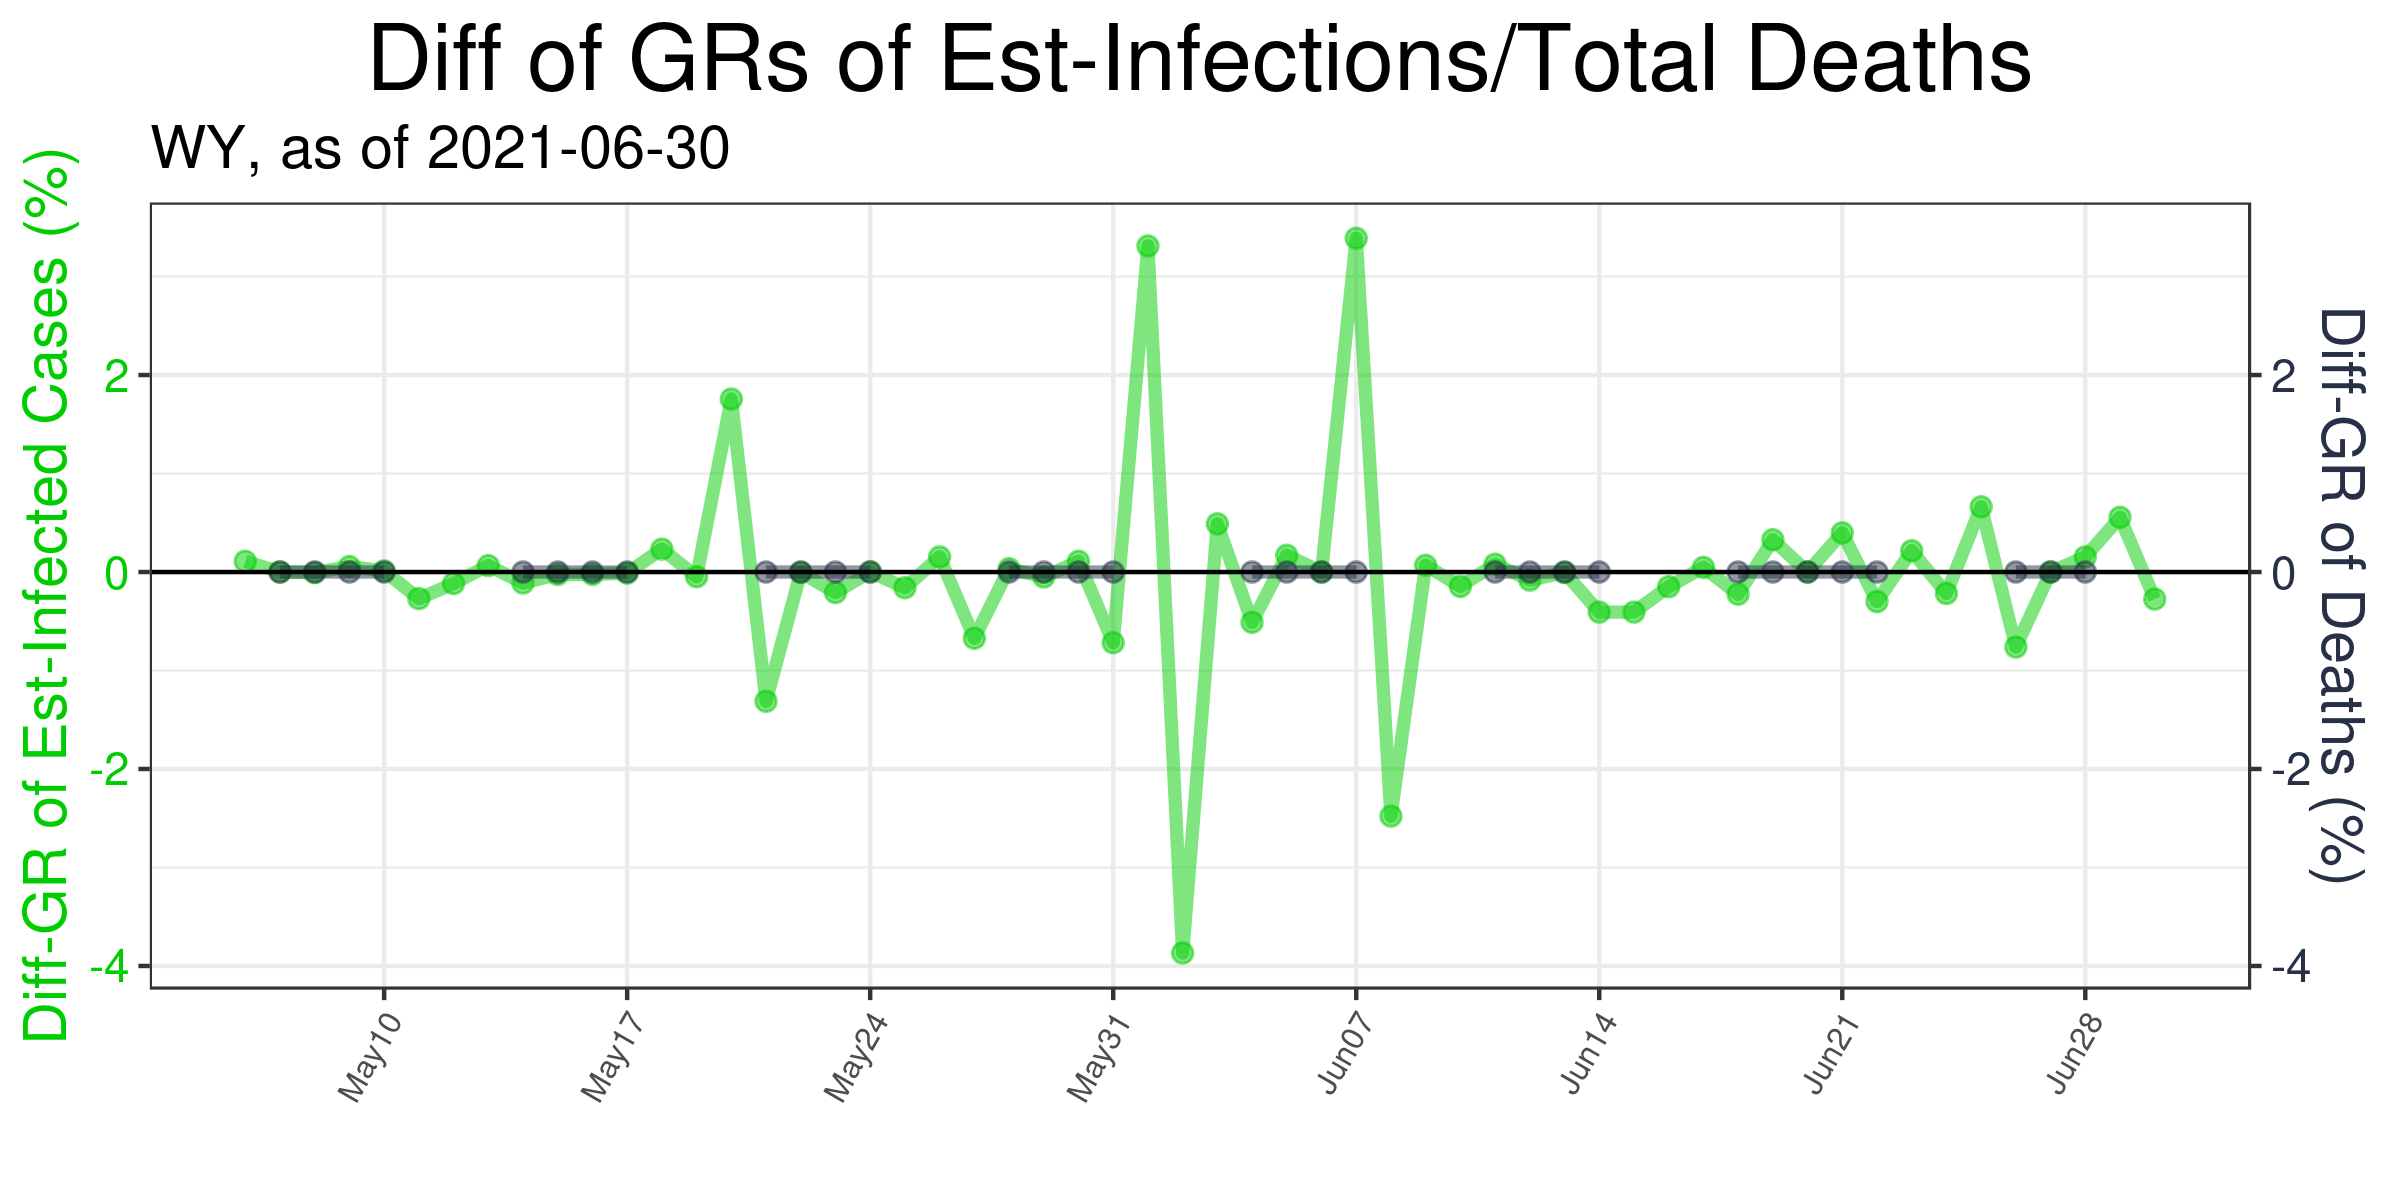 Diff of GRs of Est-Infections/Total Deaths
WY, as of 2021-06-30
Diff-GR of Est-Infected Cases (%)
2
0
-2
-4
2
0
-2
-4
Diff-GR of Deaths (%)
May10
May17
May24
May31
Jun07
Jun14
Jun21
Jun28